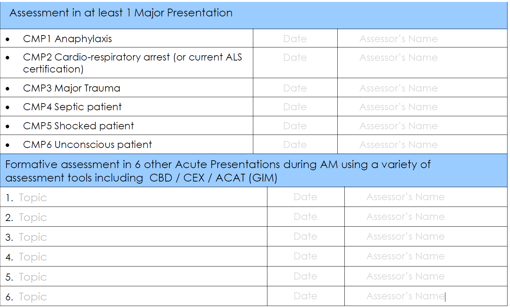 Assessment in at least 1 Major Presentation
• CMP1 Anaphylaxis Date Assessor's Name
• CMP2 Cardio-respiratory arrest (or current ALS Date Assessor's Name
certification)
• CMP3 Major Trauma Date Assessor's Name
• CMP4 Septic patient Date Assessor's Name
• CMP5 Shocked patient Date Assessor's Name
• CMP6 Unconscious patient Date Assessor's Name
Formative assessment in 6 other Acute Presentations during AM using a variety of
assessment tools including CBD / CEX / ACAT (GIM)
1. Topic Date Assessor's Name
2. Topic Date Assessor's Name
3. Topic Date Assessor's Name
4. Topic Date Assessor's Name
5. Topic Date Assessor's Name
6. Topic Date Assessor's Name